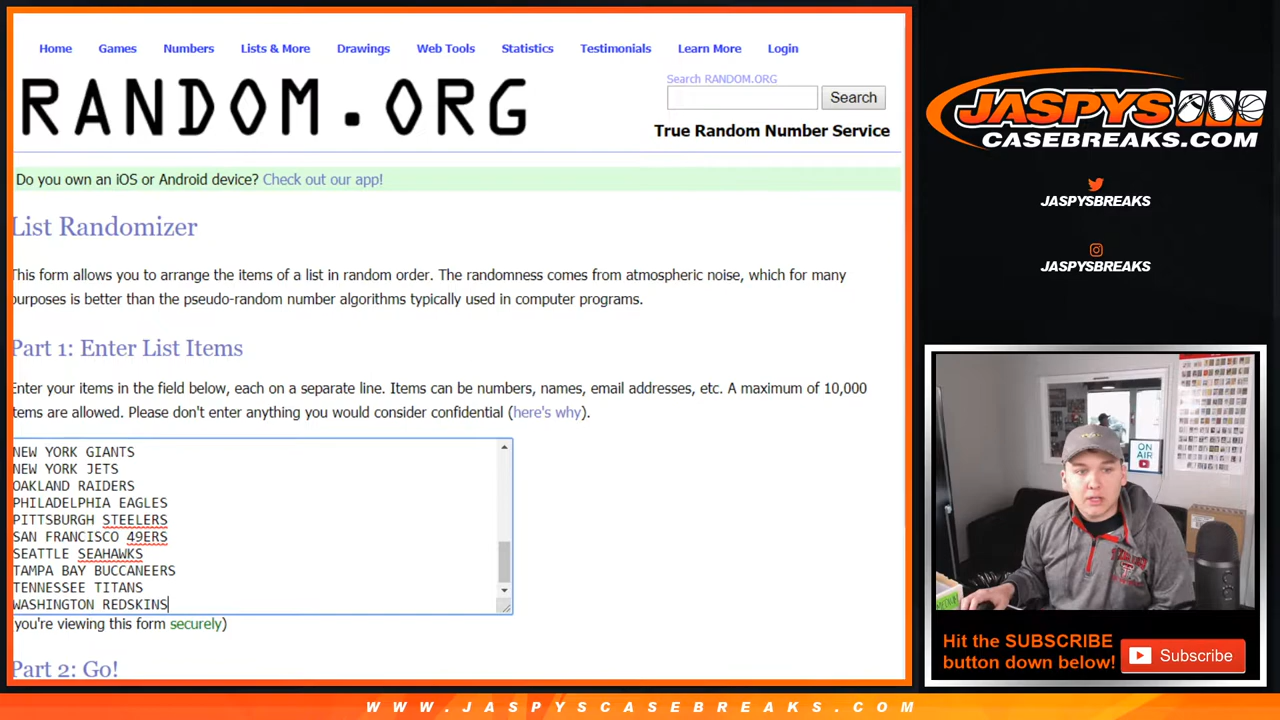 Home Games Numbers Lists & More Drawings Web Tools Statistics Testimonials Learn More Login
RANDOM.ORG
Search RANDOM.ORG
Search
True Random Number Service
Do you own an iOS or Android device? Check out our app!
List Randomizer
This form allows you to arrange the items of a list in random order. The randomness comes from atmospheric noise, which for many
purposes is better than the pseudo-random number algorithms typically used in computer programs.
Part 1: Enter List Items
Enter your items in the field below, each on a separate line. Items can be numbers, names, email addresses, etc. A maximum of 10,000
items are allowed. Please don't enter anything you would consider confidential (here's why).
NEW YORK GIANTS
NEW YORK JETS
OAKLAND RAIDERS
PHILADELPHIA EAGLES
PITTSBURGH STEELERS
SAN FRANCISCO 49ERS
SEATTLE SEAHAWKS
TAMPA BAY BUCCANEERS
TENNESSEE TITANS
WASHINGTON REDSKINS
you're viewing this form securely)
Part 2: Go!
JASPYS
CASEBREAKS.COM
JASPYSBREAKS
JASPYSBREAKS
ON
AIR
Hit the SUBSCRIBE
button down below!
Subscribe
WWW.JASPYSCASEBREAKS.COM